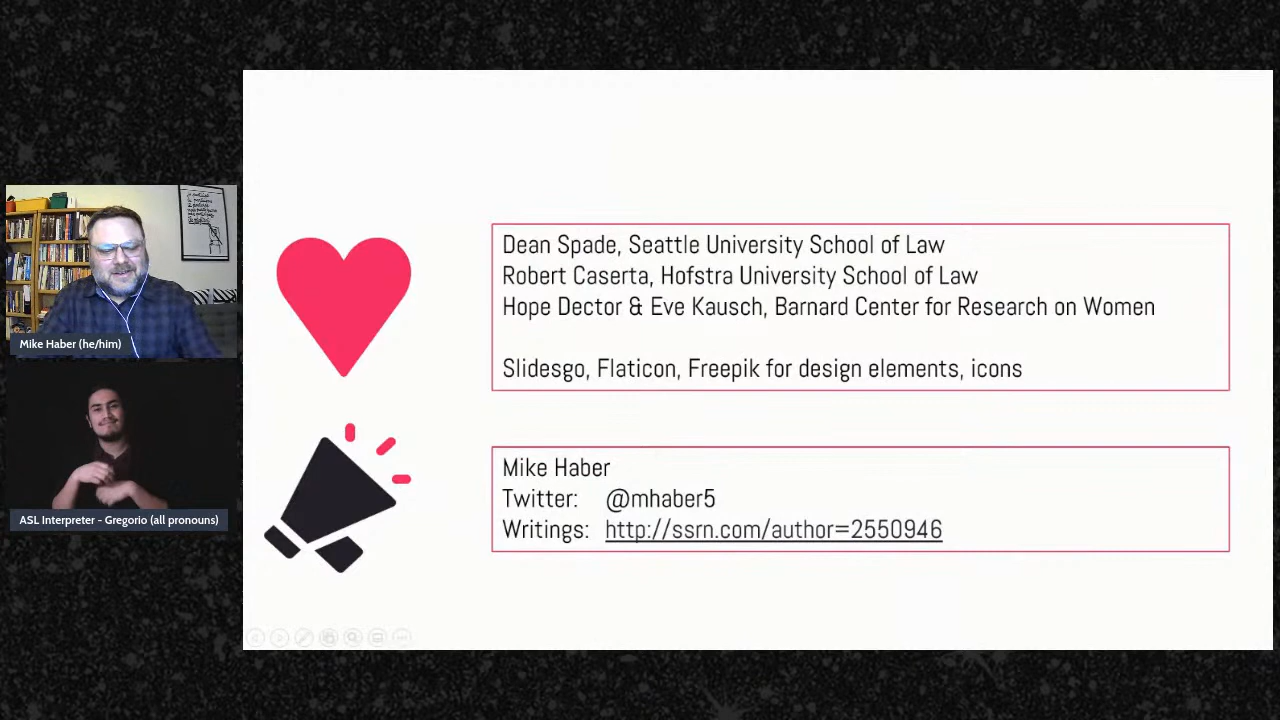 Mike Haber (he/him)
ASL Interpreter - Gregorio (all pronouns)
Dean Spade, Seattle University School of Law
Robert Caserta, Hofstra University School of Law
Hope Dector & Eve Kausch, Barnard Center for Research on Women
Slidesgo, Flaticon, Freepik for design elements, icons
Mike Haber
Twitter: @mhaber5
Writings: http://ssrn.com/author=2550946